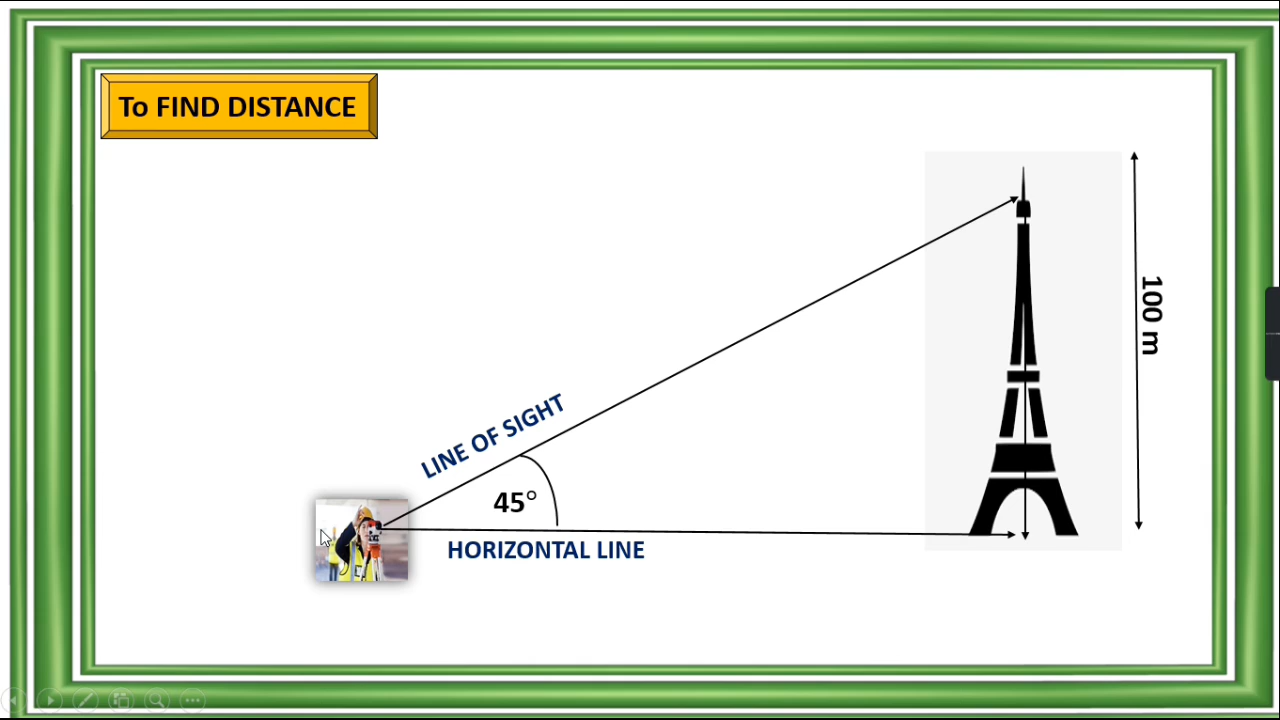 To FIND DISTANCE
100 m
LINE OF SIGHT
45°
HORIZONTAL LINE